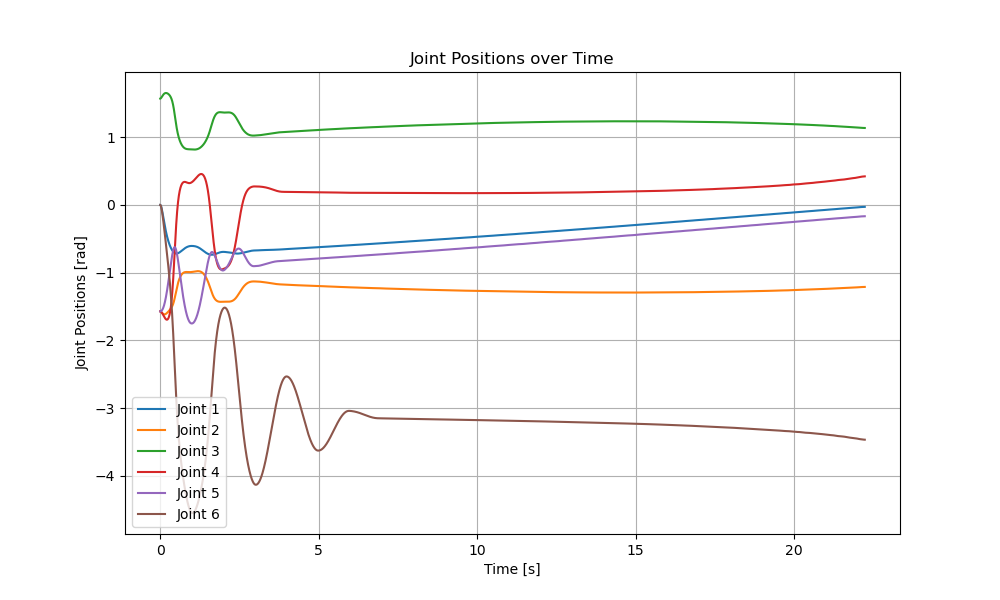 Joint Positions over Time
Joint Positions [rad]
1
0
−1
−2
−3
−4
Joint 1
Joint 2
Joint 3
Joint 4
Joint 5
Joint 6
0 5 10 15 20
Time [s]